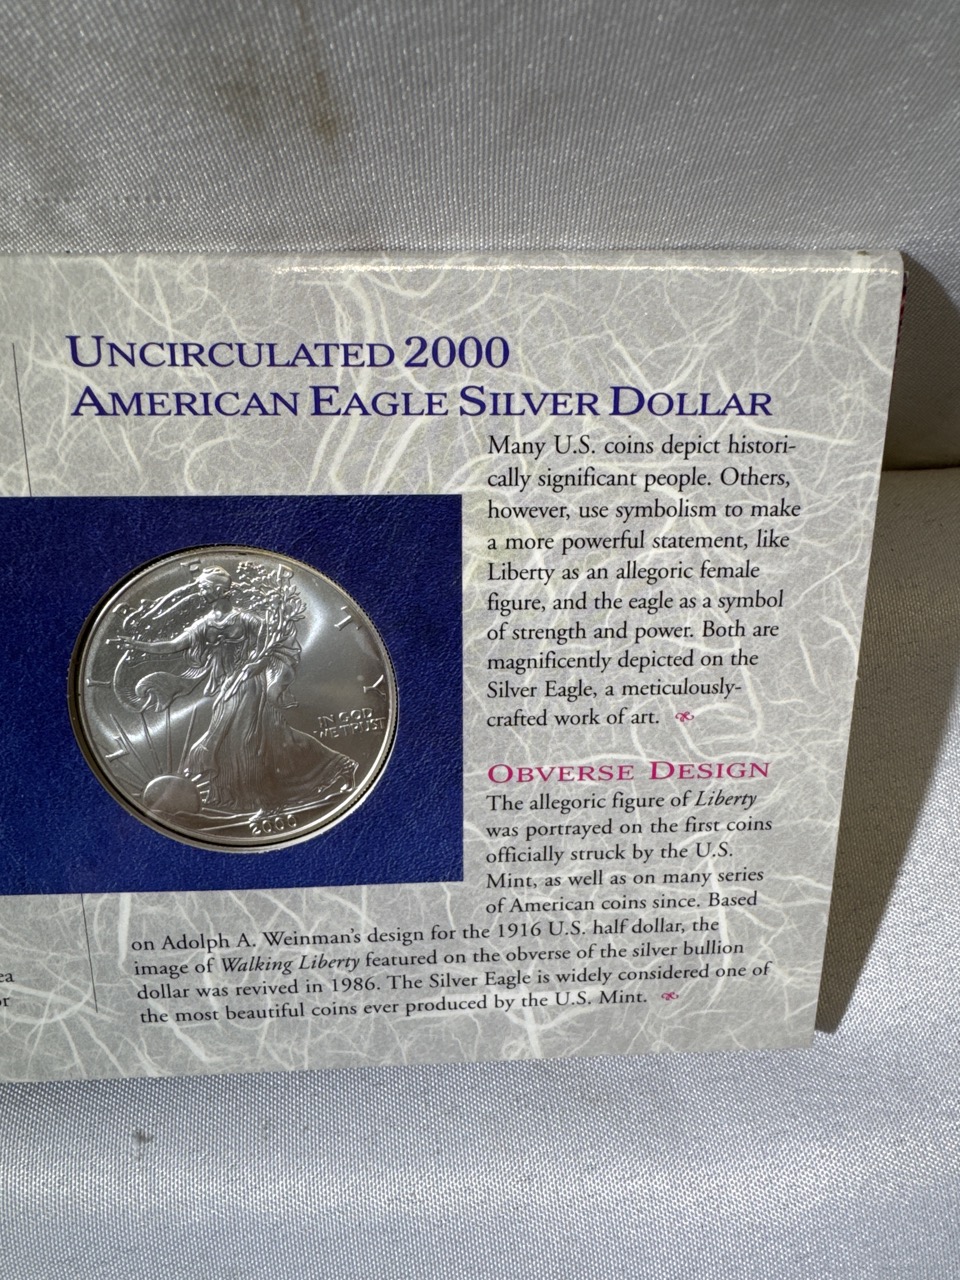 UNCIRCULATED 2000
AMERICAN EAGLE SILVER DOLLAR
Many U.S. coins depict histori-
cally significant people. Others,
however, use symbolism to make
a more powerful statement, like
Liberty as an allegoric female
figure, and the eagle as a symbol
of strength and power. Both are
magnificently depicted on the
Silver Eagle, a meticulously-
crafted work of art.
OBVERSE DESIGN
The allegoric figure of Liberty
was portrayed on the first coins
officially struck by the U.S.
Mint, as well as on many series
of American coins since. Based
on Adolph A. Weinman's design for the 1916 U.S. half dollar, the
image of Walking Liberty featured on the obverse of the silver bullion
dollar was revived in 1986. The Silver Eagle is widely considered one of
the most beautiful coins ever produced by the U.S. Mint.
LIBERTY
IN GOD
WE TRUST
2000